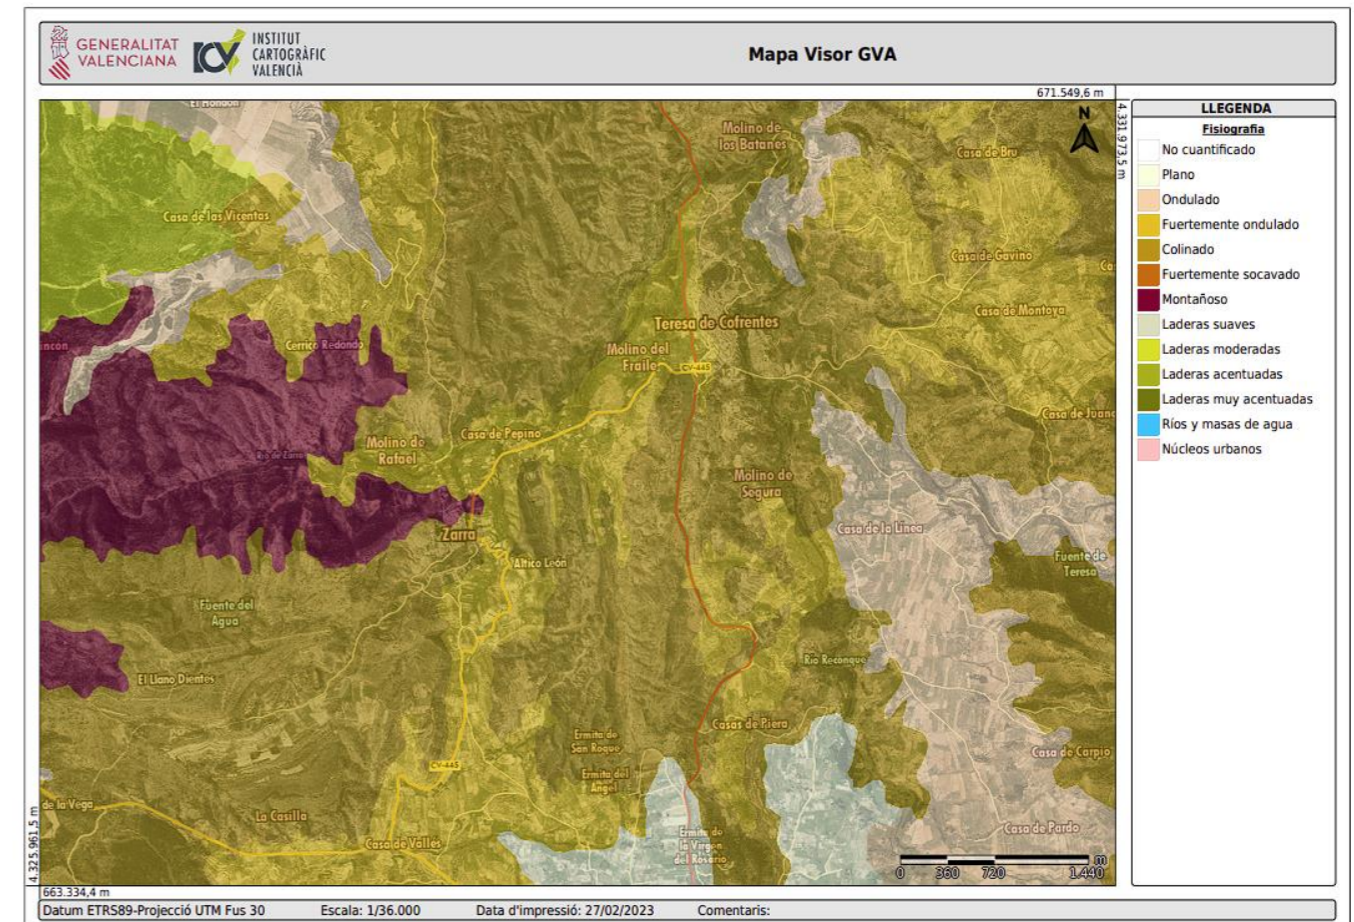 GENERALITAT
VALENCIANA
INSTITUT
CARTOGRÀFIC
VALENCIÀ
Mapa Visor GVA
671.549,6 m
4.331.973,5 m
N
El Hondón
Molino de
los Batanes
Casa de Bru
Casa de las Vicentas
Casa de Gavino
Casa de Montoya
Teresa de Cofrentes
Cerrico Redondo
Molino del
Fraile
CV-445
Casa de Pepino
Molino de
Rafael
Río de Zarra
Molino de
Segura
Casa de la Línea
Zarra
Altico León
Fuente de
Teresa
Fuente del
Agua
Río Reconque
El Llano Dientes
Casas de Piera
Ermita de
San Roque
Casa de Carpio
CV-445
Ermita del
Angel
de la Vega
La Casilla
Casa de Pardo
Ermita de
la Virgen
del Rosario
Casa de Vallés
0 360 720 1.440
m
LLEGENDA
Fisiografia
No cuantificado
Plano
Ondulado
Fuertemente ondulado
Colinado
Fuertemente socavado
Montañoso
Laderas suaves
Laderas moderadas
Laderas acentuadas
Laderas muy acentuadas
Ríos y masas de agua
Núcleos urbanos
4.325.961,5 m
663.334,4 m
Datum ETRS89-Projecció UTM Fus 30 Escala: 1/36.000 Data d'impressió: 27/02/2023 Comentaris: